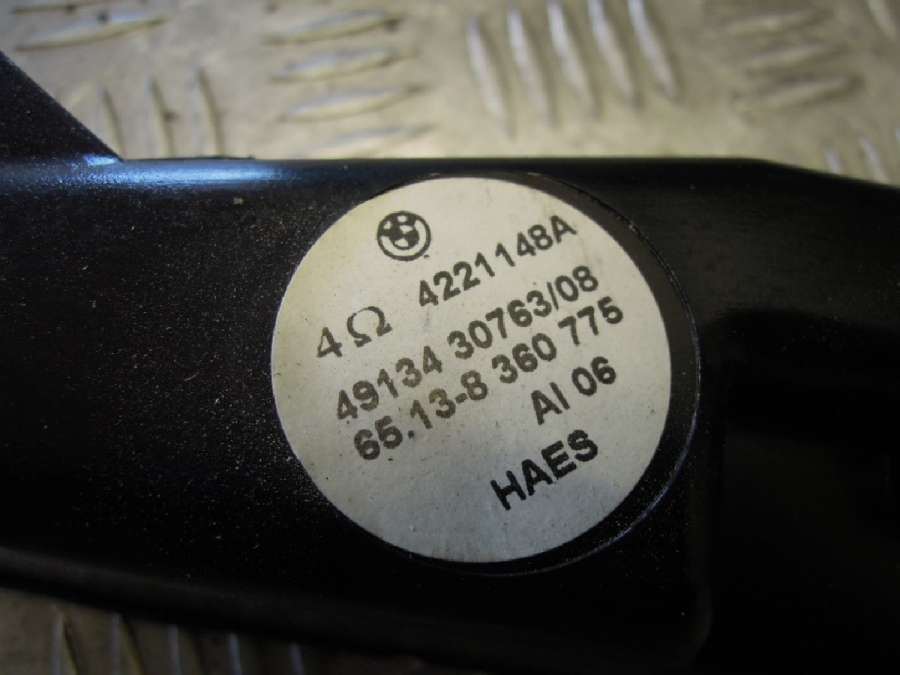 4Ω 4221148A
49134 30763/08
65.13-8 360 775
AI 06
HAES